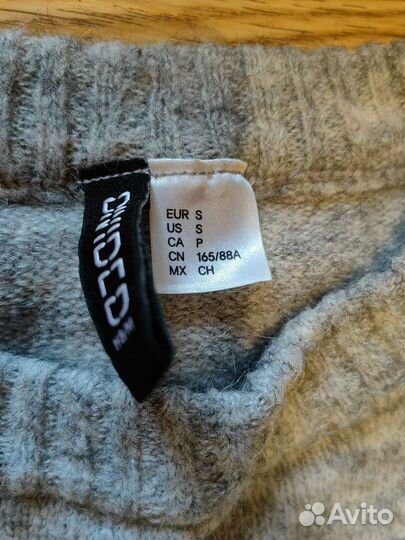 DIVIDED
H&M
EUR S
US S
CA P
CN 165/88A
MX CH
Avito